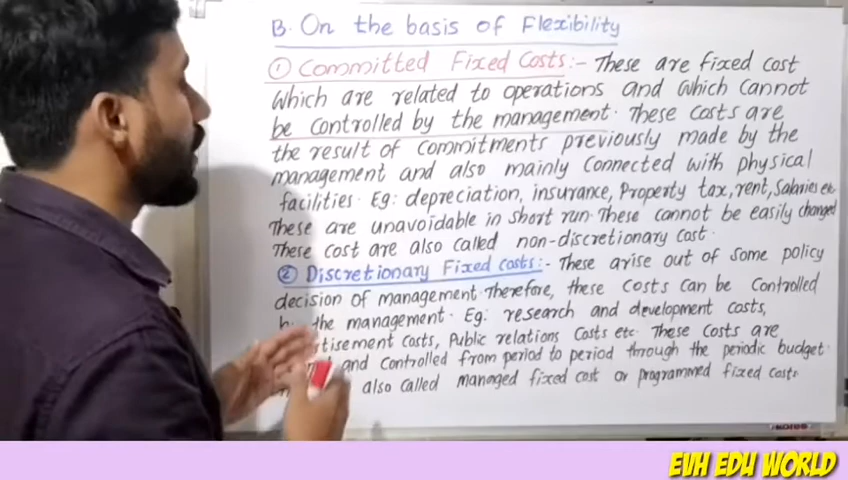 B. On the basis of Flexibility
① Committed Fixed Costs:- These are fixed cost
which are related to operations and which cannot
be controlled by the management. These costs are
the result of commitments previously made by the
management and also mainly connected with physical
facilities. Eg: depreciation, insurance, Property tax, rent, Salaries etc
These are unavoidable in short run. These cannot be easily changed
These cost are also called non-discretionary cost.
② Discretionary Fixed costs:- These arise out of some policy
decision of management. Therefore, these costs can be controlled
the management. Eg: research and development costs,
costs, Public relations costs etc. These costs are
and controlled from period to period through the periodic budget.
also called managed fixed cost or programmed fixed costs.
EVH EDU WORLD